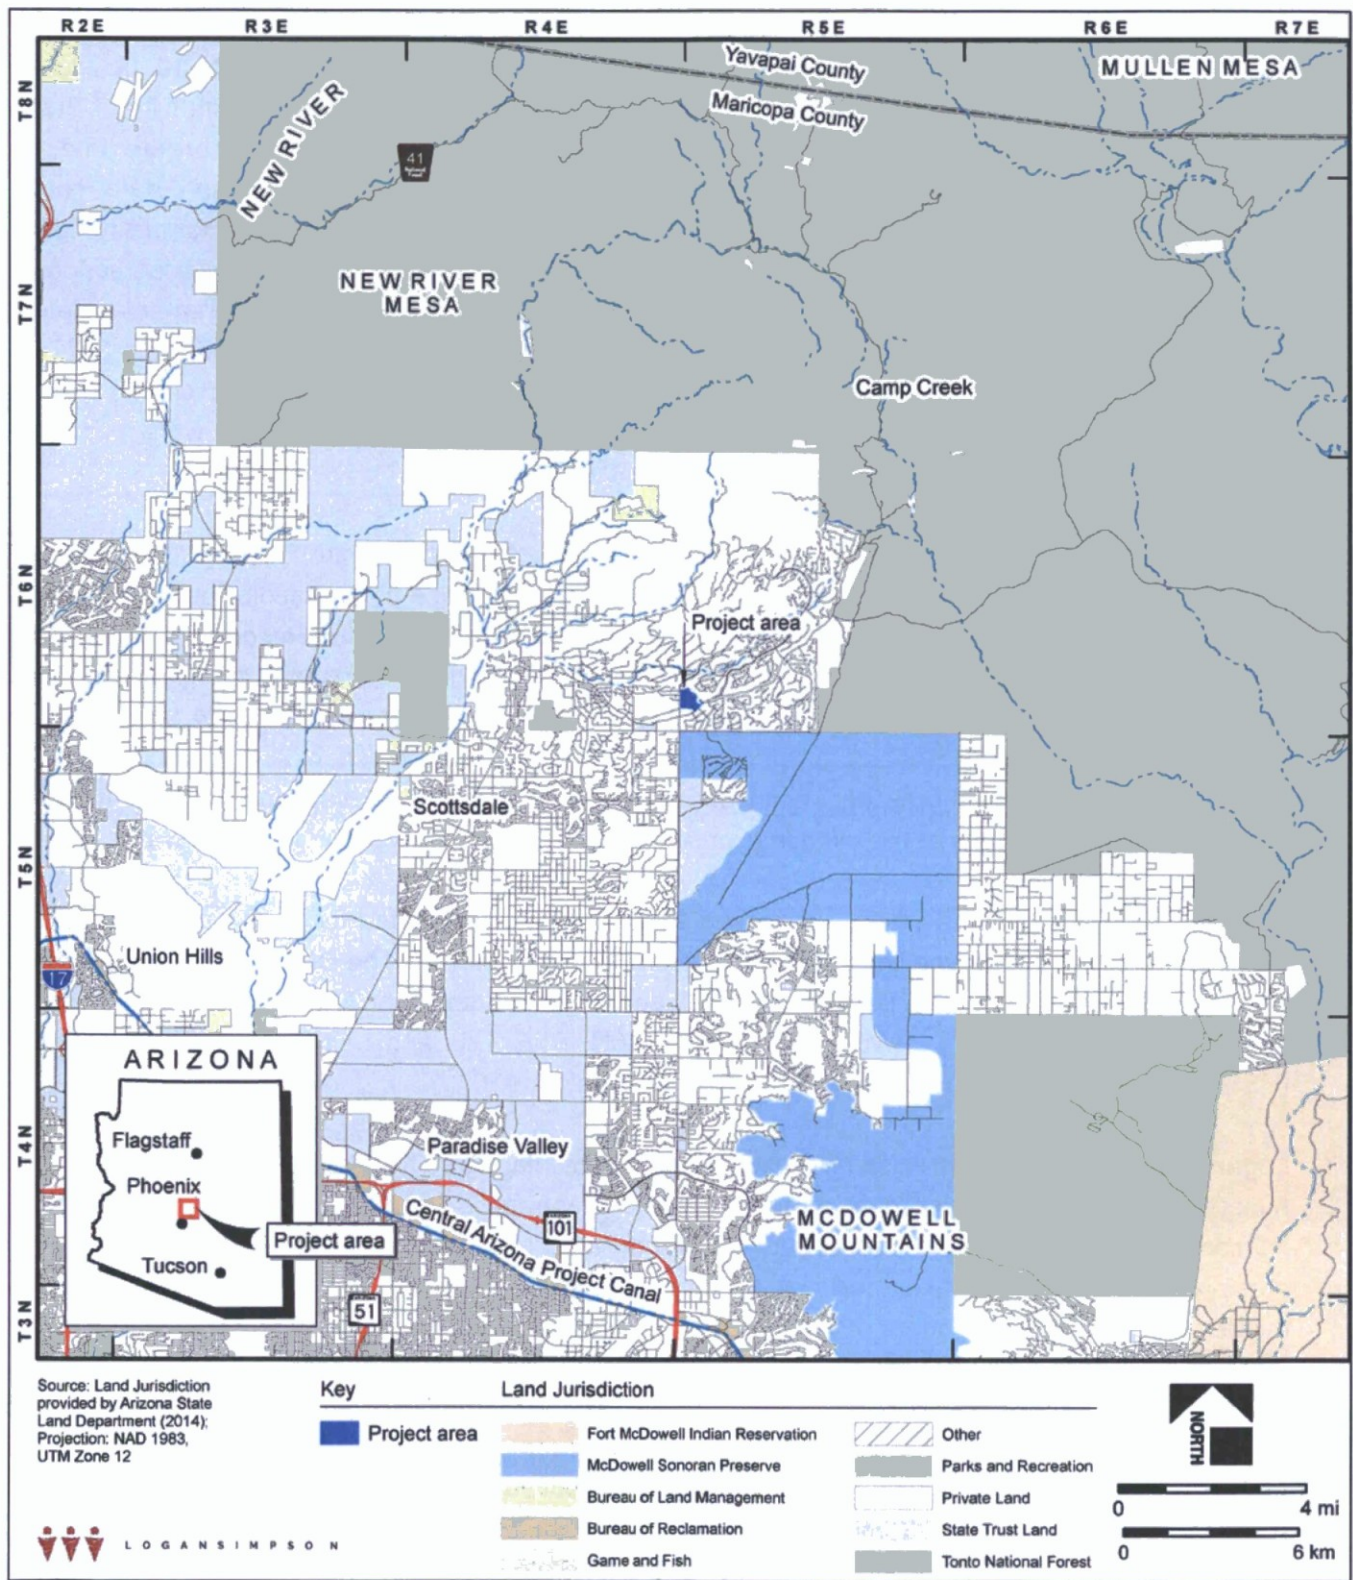 R2E R3E R4E R5E R6E R7E
T8N
T7N
T6N
T5N
T4N
T3N
Yavapai County
Maricopa County
MULLEN MESA
NEW RIVER
41
NEW RIVER
MESA
Camp Creek
Project area
Scottsdale
Union Hills
17
ARIZONA
Flagstaff
Phoenix
Project area
Tucson
Paradise Valley
101
Central Arizona Project Canal
51
MCDOWELL
MOUNTAINS
Source: Land Jurisdiction
provided by Arizona State
Land Department (2014);
Projection: NAD 1983,
UTM Zone 12
LOGANSIMPSON
Key
Project area
Land Jurisdiction
Fort McDowell Indian Reservation
McDowell Sonoran Preserve
Bureau of Land Management
Bureau of Reclamation
Game and Fish
Other
Parks and Recreation
Private Land
State Trust Land
Tonto National Forest
NORTH
0 4 mi
0 6 km